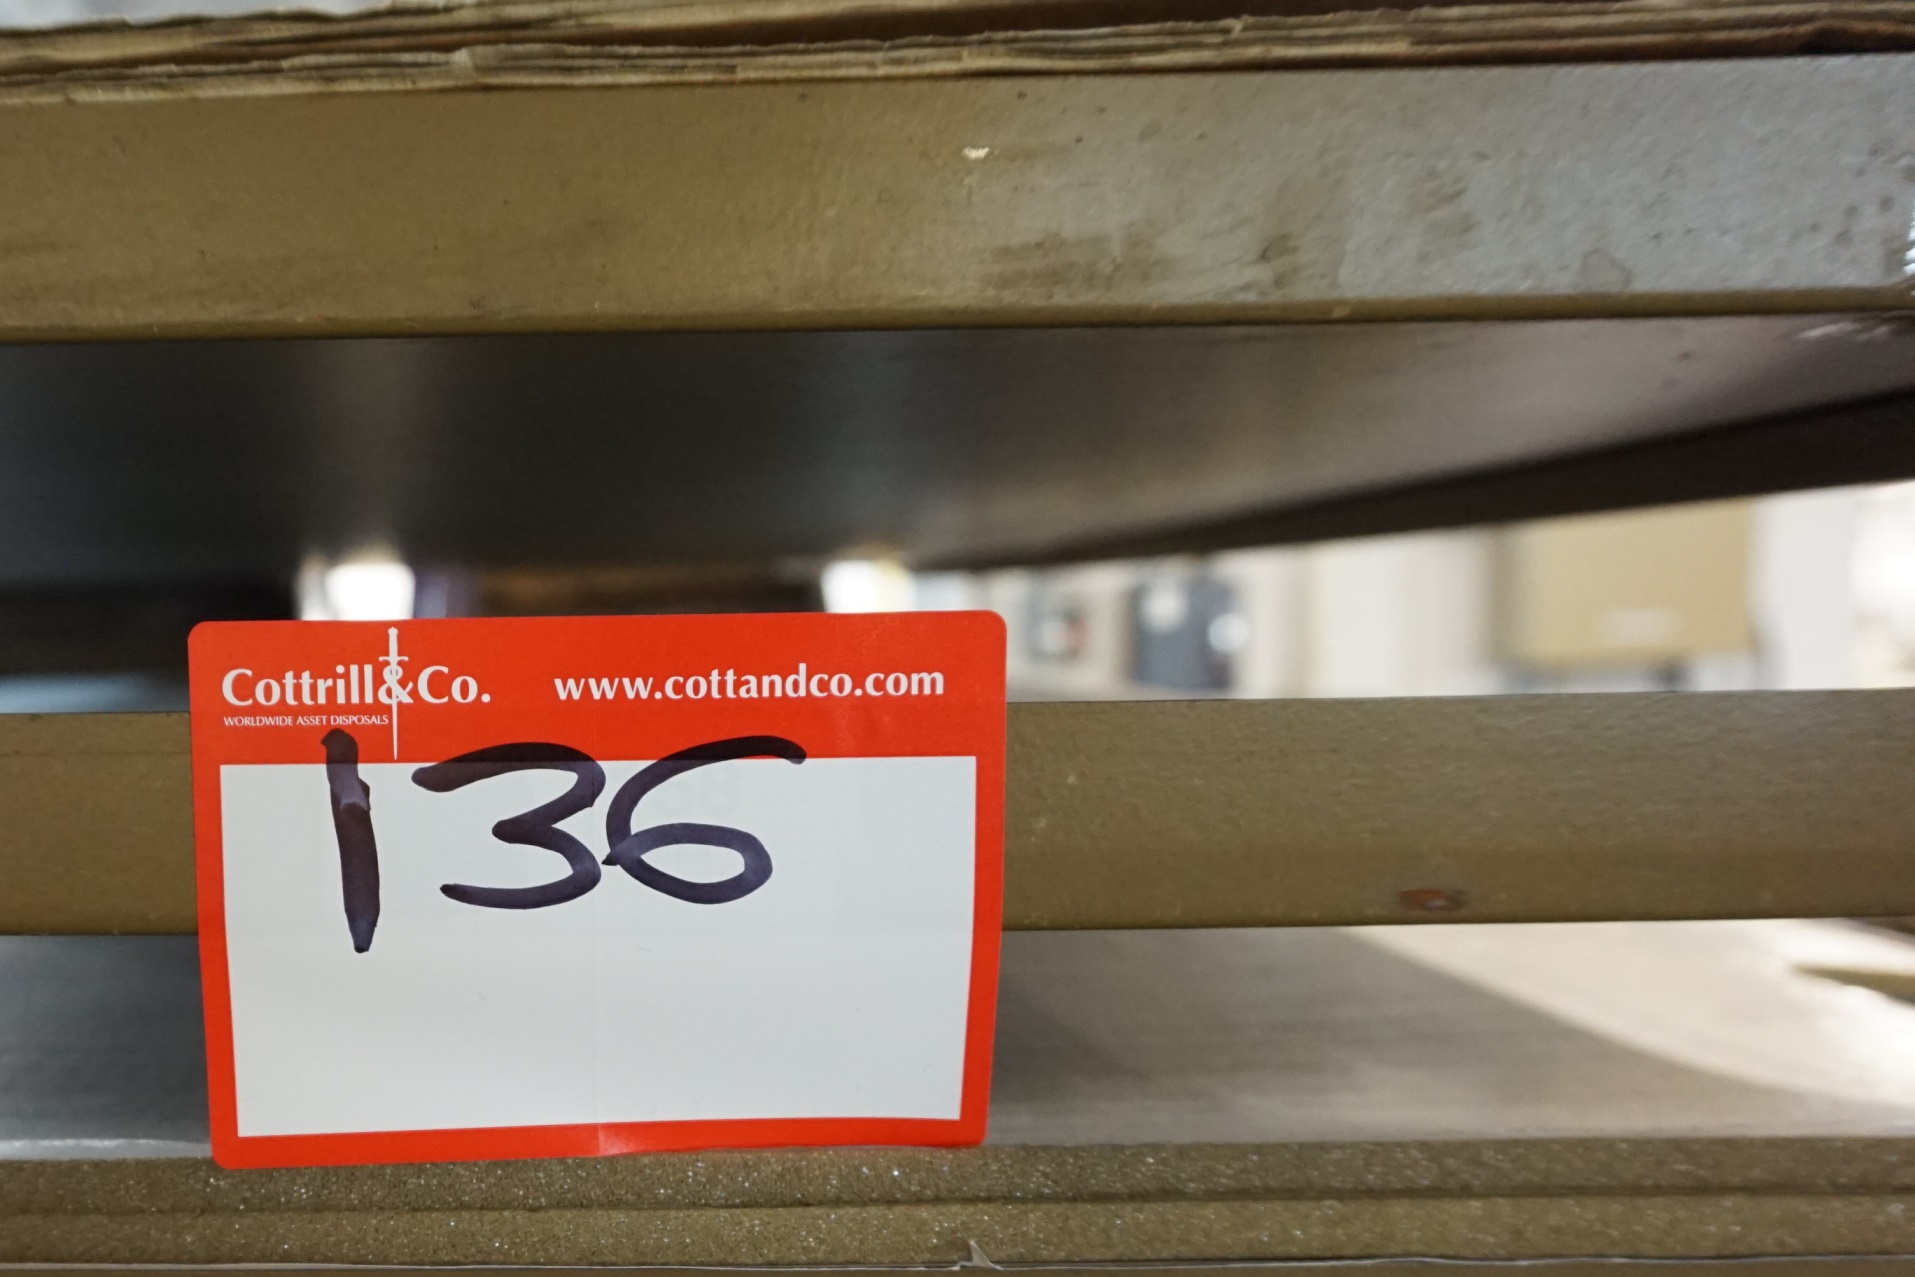 Cottrill&Co. www.cottandco.com
WORLDWIDE ASSET DISPOSALS
136